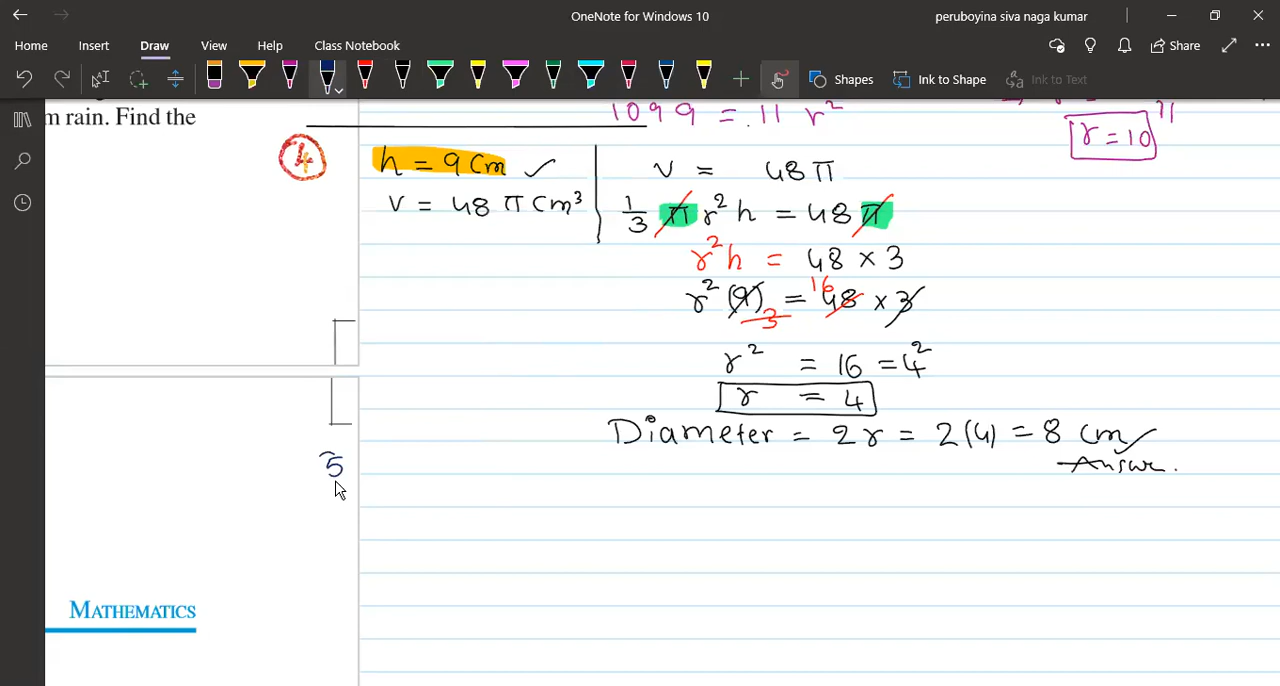 OneNote for Windows 10
peruboyina siva naga kumar
Home Insert Draw View Help Class Notebook Share
Shapes Ink to Shape Ink to Text
m rain. Find the
1099 = 11 r²
r = 10
4
h = 9 cm ✓
v = 48 π cm³
v = 48π
1/3 π r² h = 48 π
r² h = 48 × 3
r² (9) = 48 × 3
3 16
r² = 16 = 4²
r = 4
Diameter = 2r = 2(4) = 8 cm
Answer.
5
MATHEMATICS